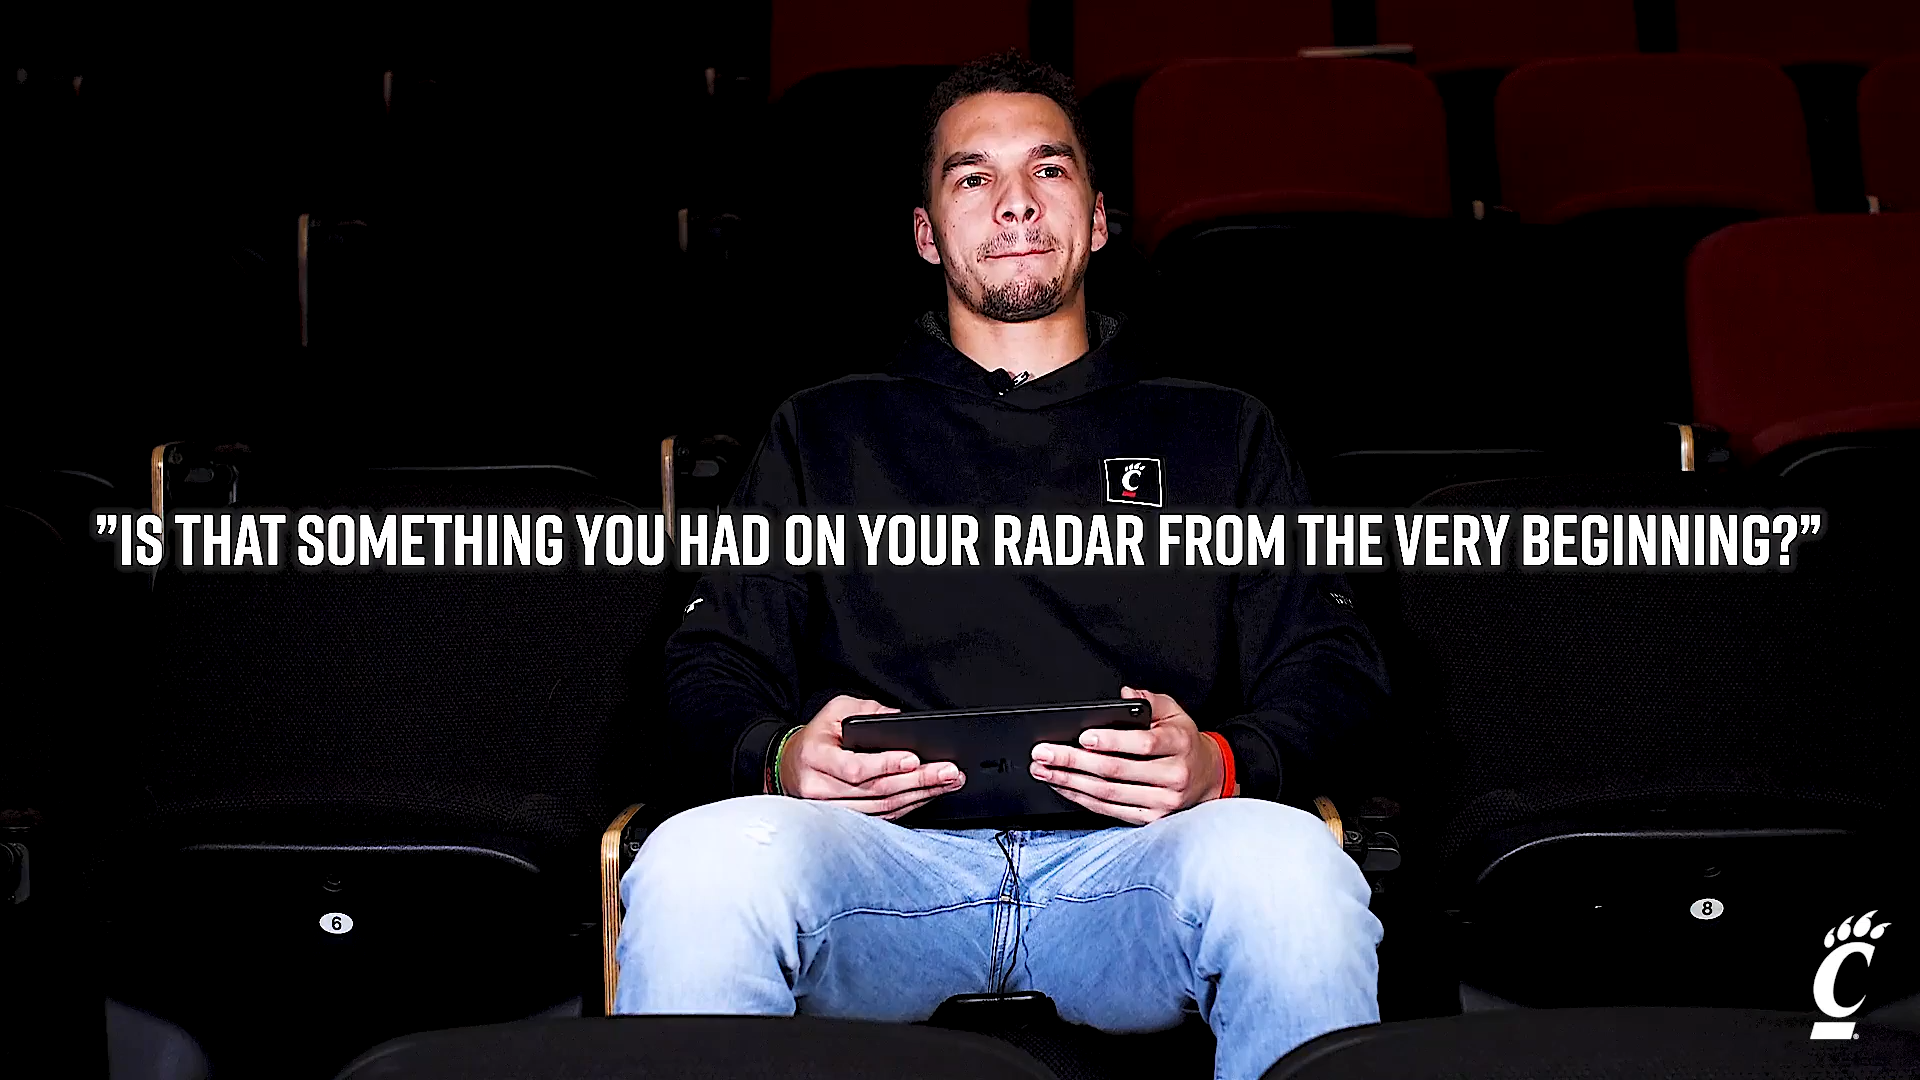 ”IS THAT SOMETHING YOU HAD ON YOUR RADAR FROM THE VERY BEGINNING?”
6
8
C
C